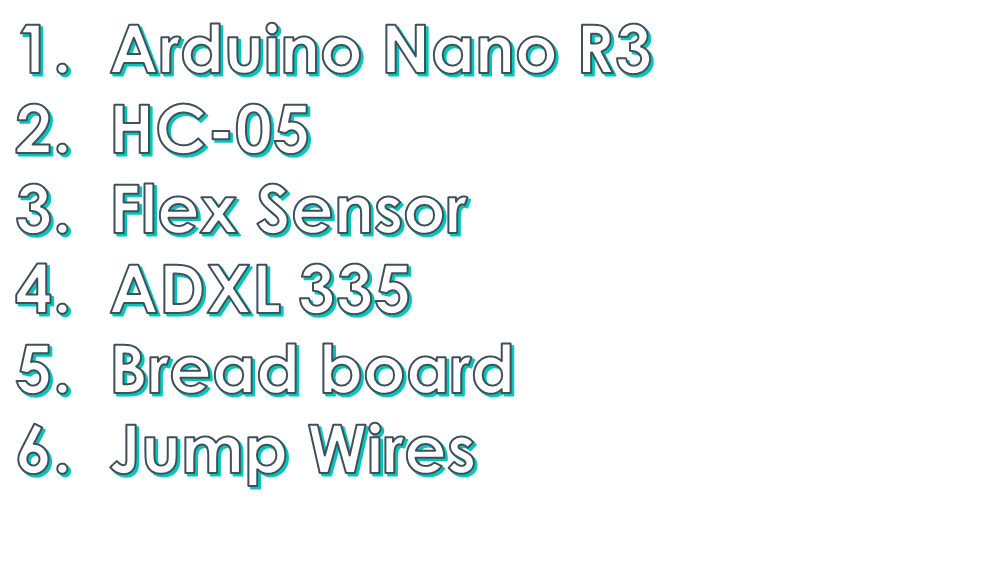 1. Arduino Nano R3
2. HC-05
3. Flex Sensor
4. ADXL 335
5. Bread board
6. Jump Wires